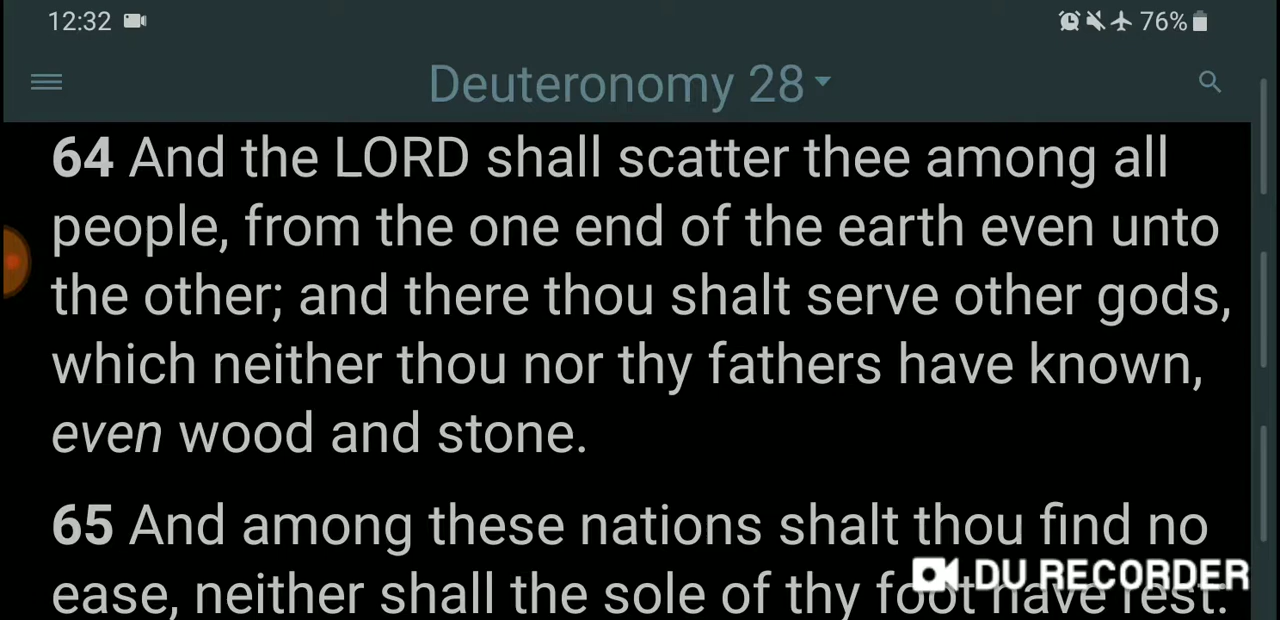 12:32 76%
Deuteronomy 28
64 And the LORD shall scatter thee among all
people, from the one end of the earth even unto
the other; and there thou shalt serve other gods,
which neither thou nor thy fathers have known,
even wood and stone.
65 And among these nations shalt thou find no
ease, neither shall the sole of thy foot have rest:
DU RECORDER